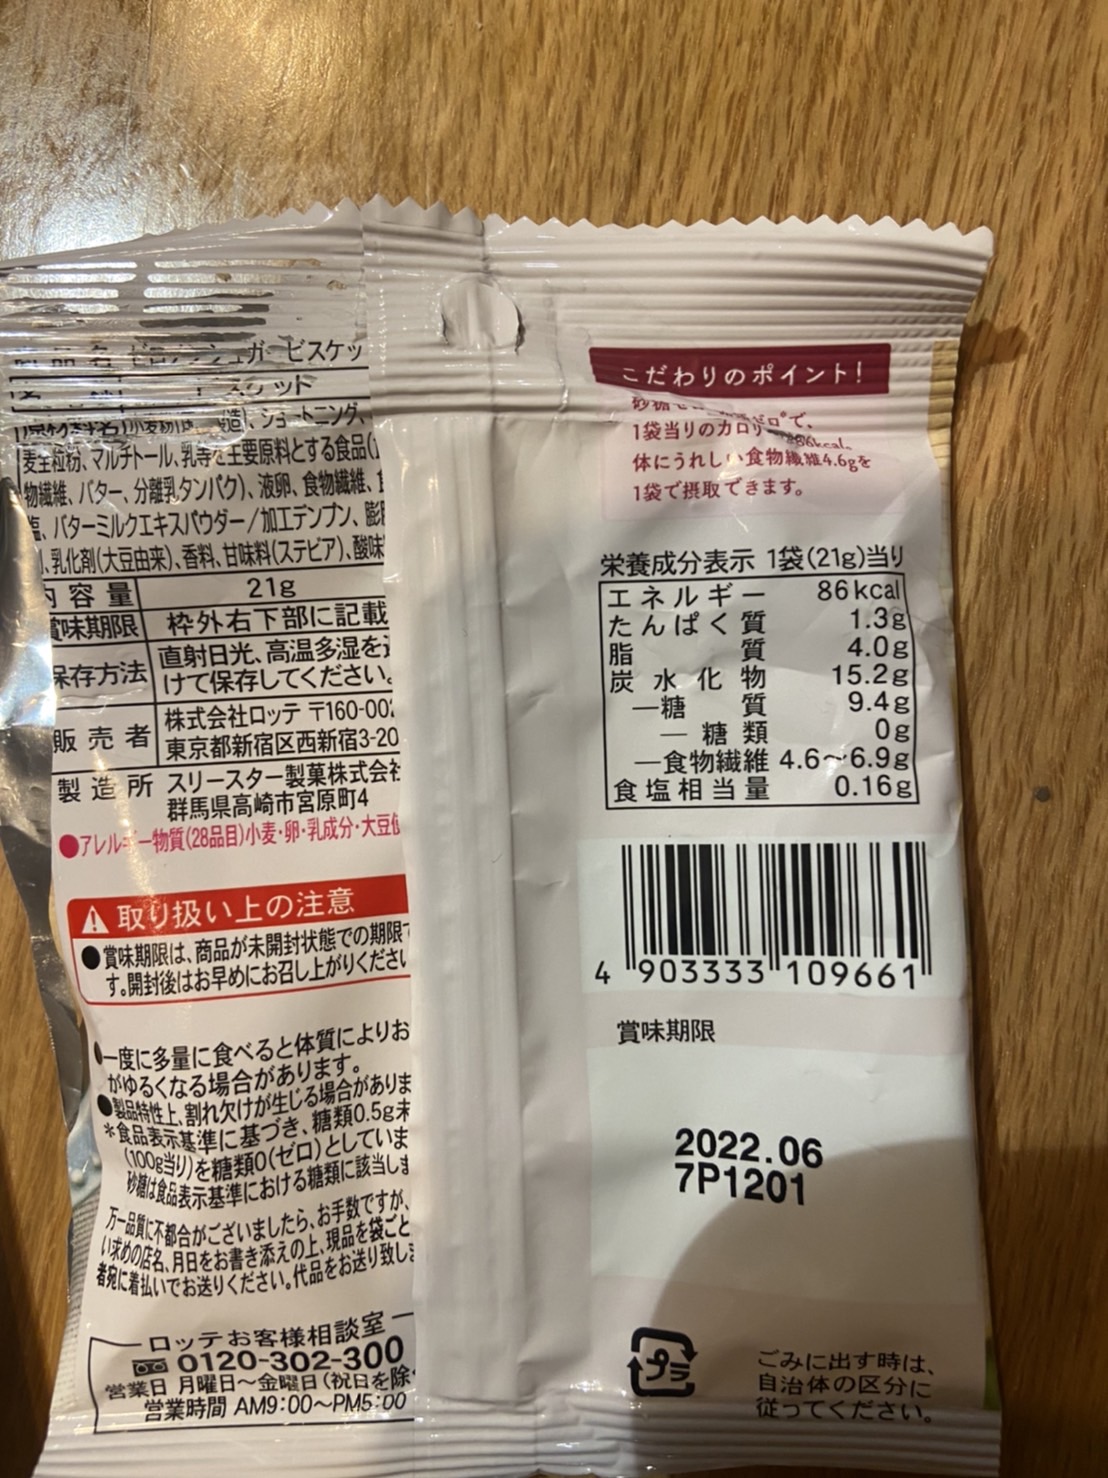 ビスケッ
原材料名
、ショートニング、
麦全粒粉、マルチトール、乳等を主要原料とする食品(
物繊維、バター、分離乳タンパク)、液卵、食物繊維、
塩、バターミルクエキスパウダー/加工デンプン、膨
、乳化剤(大豆由来)、香料、甘味料(ステビア)、酸味
内容量 21g
賞味期限 枠外右下部に記載
保存方法 直射日光、高温多湿を
けて保存してください。
販売者 株式会社ロッテ 〒160-002
東京都新宿区西新宿3-20
製造所 スリースター製菓株式会社
群馬県高崎市宮原町4
●アレルギー物質(28品目)小麦・卵・乳成分・大豆
取り扱い上の注意
●賞味期限は、商品が未開封状態での期限で
す。開封後はお早めにお召し上がりください
●一度に多量に食べると体質によりお
がゆるくなる場合があります。
●製品特性上、割れ欠けが生じる場合がありま
*食品表示基準に基づき、糖類0.5g未
(100g当り)を糖類0(ゼロ)としていま
砂糖は食品表示基準における糖類に該当しま
万一品質に不都合がございましたら、お手数ですが、
い求めの店名、月日をお書き添えの上、現品を袋ごと
者宛に着払いでお送りください。代品をお送り致しま
ロッテお客様相談室
0120-302-300
営業日 月曜日〜金曜日(祝日を除
営業時間 AM9:00〜PM5:00
こだわりのポイント!
1袋当りのカロリー 86kcal、
体にうれしい食物繊維4.6gを
1袋で摂取できます。
栄養成分表示 1袋(21g)当り
エネルギー 86kcal
たんぱく質 1.3g
脂質 4.0g
炭水化物 15.2g
—糖質 9.4g
—糖類 0g
—食物繊維 4.6〜6.9g
食塩相当量 0.16g
4 903333 109661
賞味期限
2022.06
7P1201
プラ
ごみに出す時は、
自治体の区分に
従ってください。